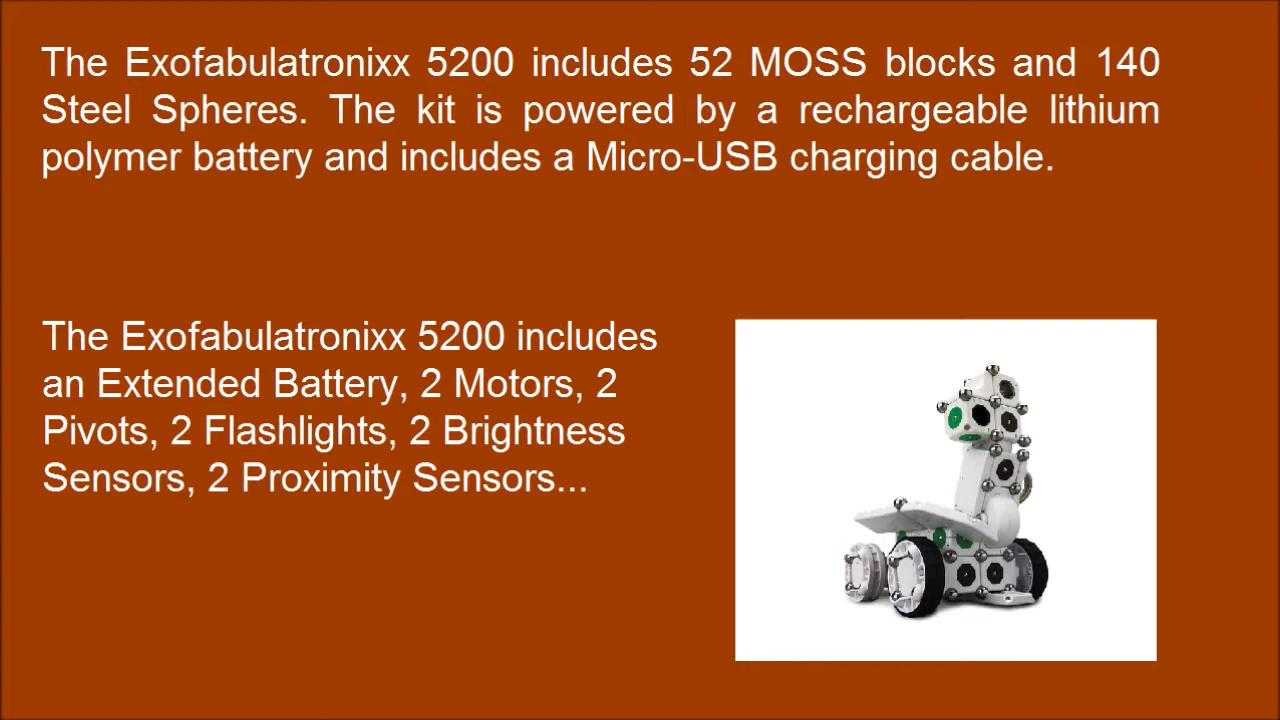 The Exofabulatronixx 5200 includes 52 MOSS blocks and 140
Steel Spheres. The kit is powered by a rechargeable lithium
polymer battery and includes a Micro-USB charging cable.
The Exofabulatronixx 5200 includes
an Extended Battery, 2 Motors, 2
Pivots, 2 Flashlights, 2 Brightness
Sensors, 2 Proximity Sensors...